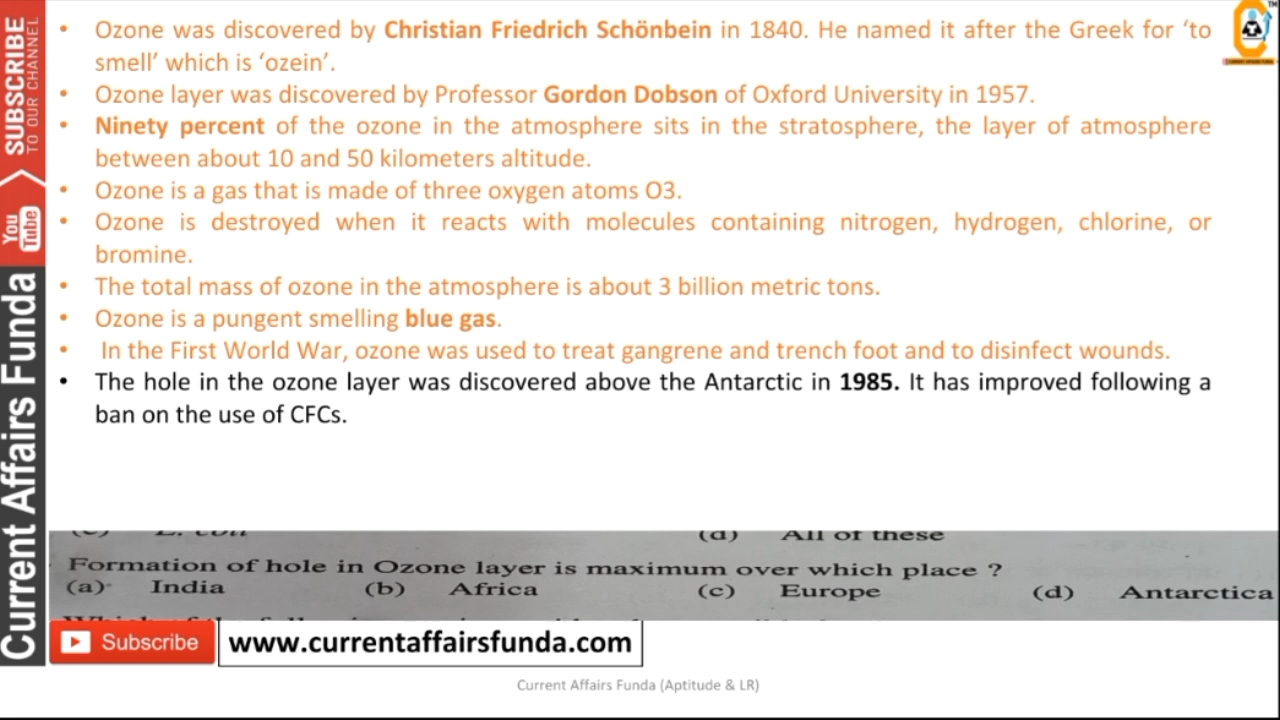 • Ozone was discovered by Christian Friedrich Schönbein in 1840. He named it after the Greek for ‘to
smell’ which is ‘ozein’.
• Ozone layer was discovered by Professor Gordon Dobson of Oxford University in 1957.
• Ninety percent of the ozone in the atmosphere sits in the stratosphere, the layer of atmosphere
between about 10 and 50 kilometers altitude.
• Ozone is a gas that is made of three oxygen atoms O3.
• Ozone is destroyed when it reacts with molecules containing nitrogen, hydrogen, chlorine, or
bromine.
• The total mass of ozone in the atmosphere is about 3 billion metric tons.
• Ozone is a pungent smelling blue gas.
• In the First World War, ozone was used to treat gangrene and trench foot and to disinfect wounds.
• The hole in the ozone layer was discovered above the Antarctic in 1985. It has improved following a
ban on the use of CFCs.
(c) E. coli (d) All of these
Formation of hole in Ozone layer is maximum over which place ?
(a) India (b) Africa (c) Europe (d) Antarctica
Subscribe
www.currentaffairsfunda.com
Current Affairs Funda (Aptitude & LR)
SUBSCRIBE
TO OUR CHANNEL
You
Tube
Current Affairs Funda
TM